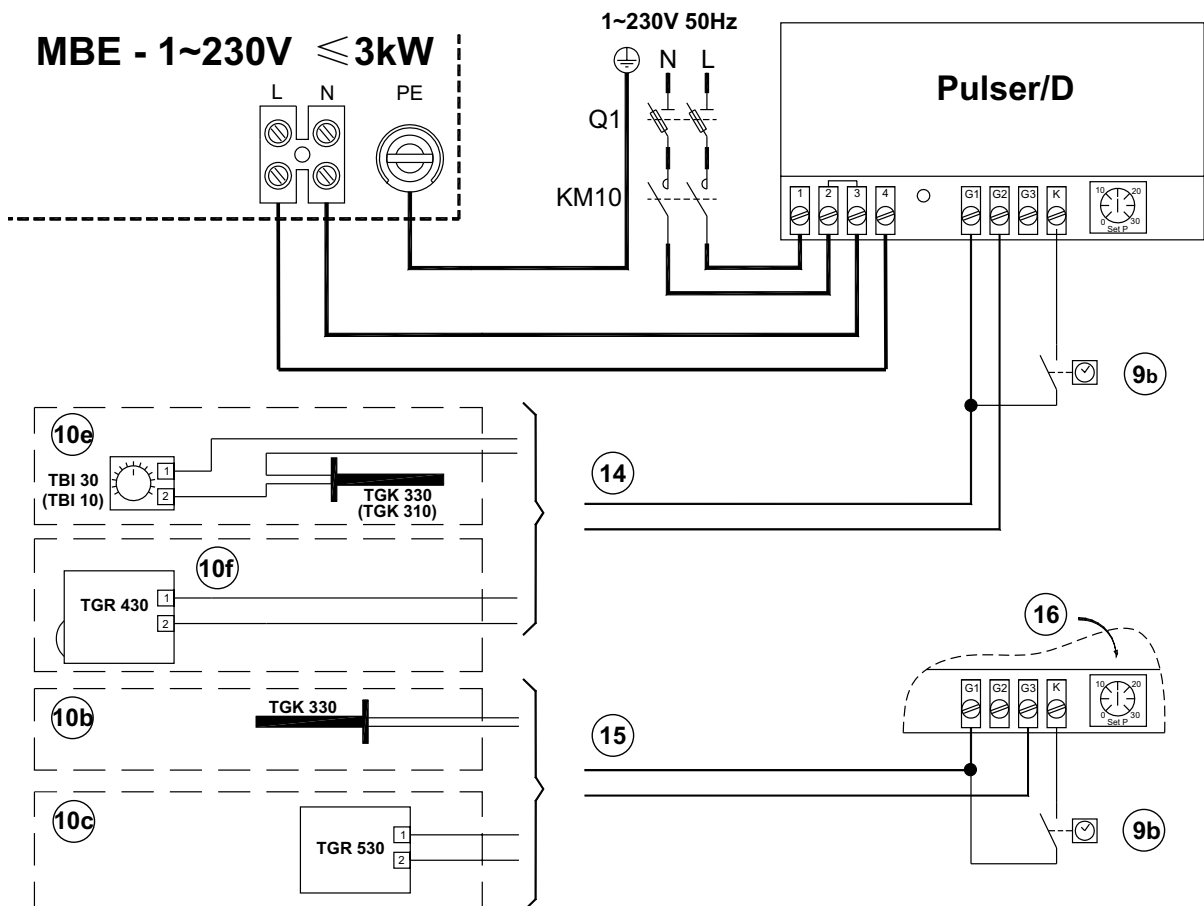 MBE - 1~230V ⩽3kW
1~230V 50Hz
L N PE
N L
Q1
KM10
Pulser/D
1 2 3 4
G1 G2 G3 K
10 20
0 30
Set P
9b
10e
TBI 30
(TBI 10)
1
2
TGK 330
(TGK 310)
14
10f
TGR 430
1
2
16
G1 G2 G3 K
10 20
0 30
Set P
10b
TGK 330
15
10c
TGR 530
1
2
9b